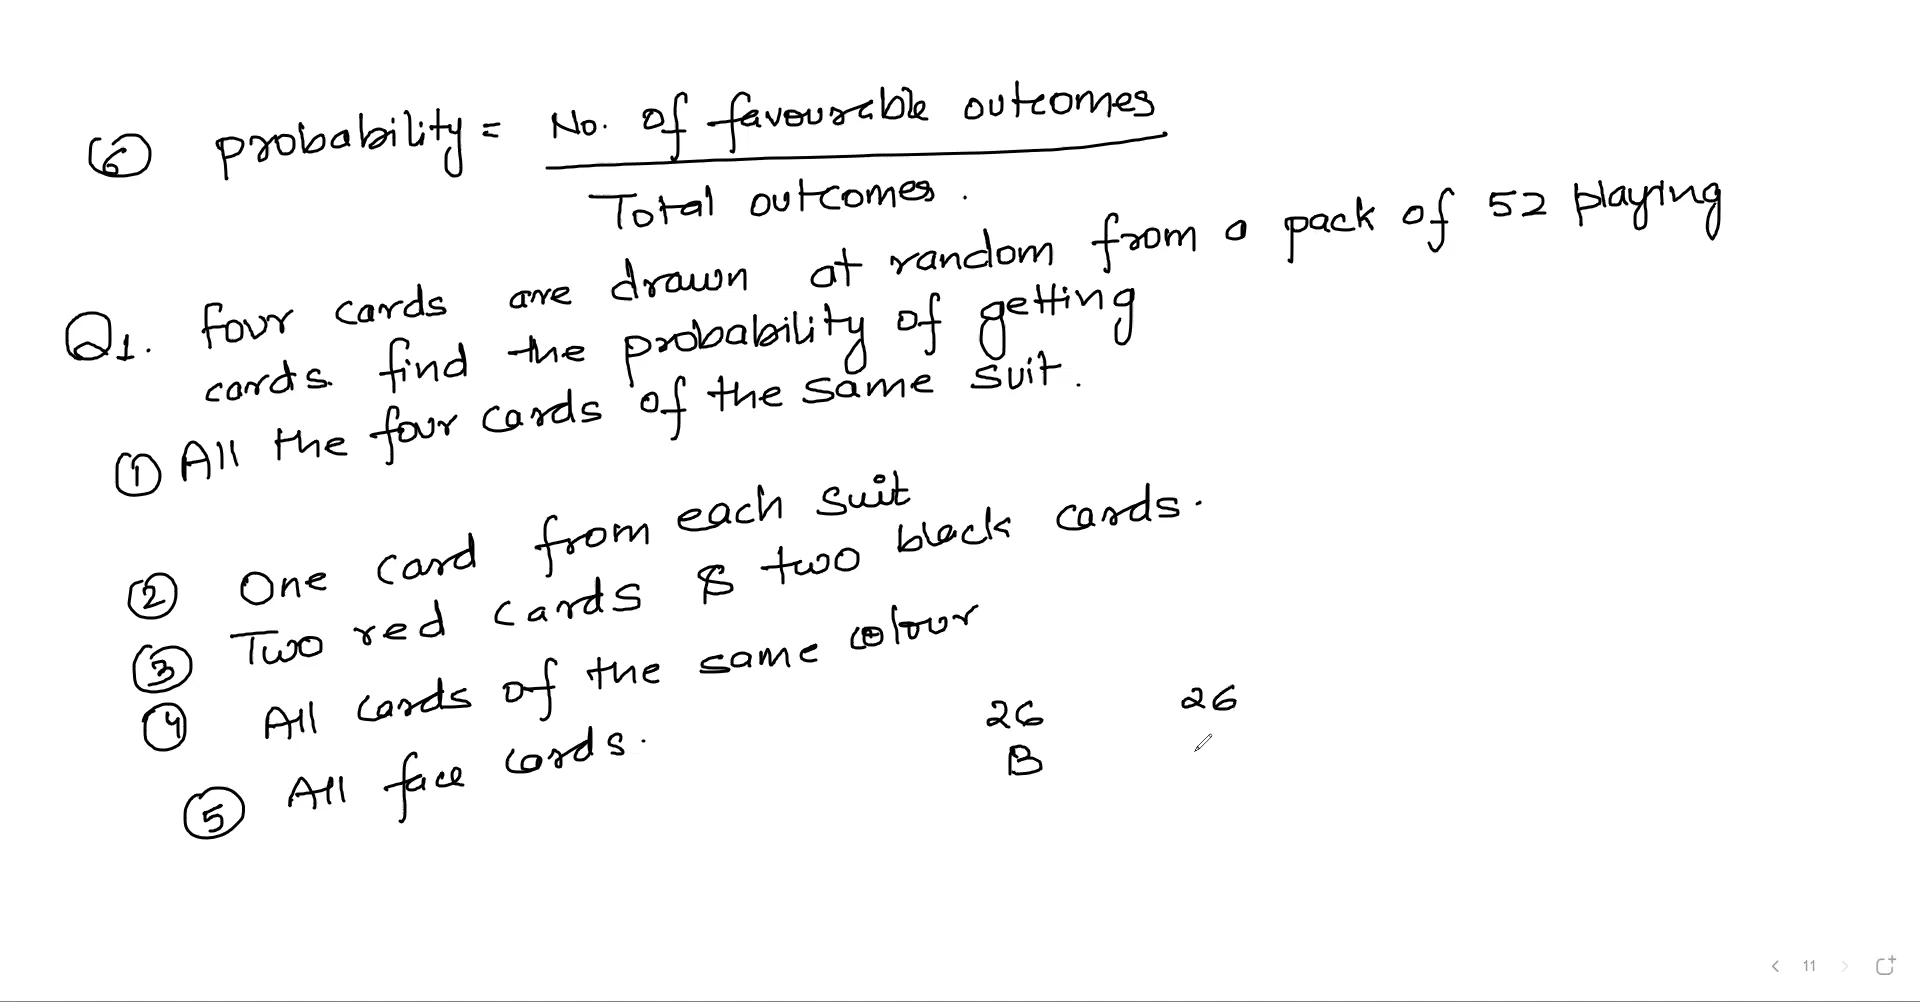 ⑥ probability = No. of favourable outcomes
Total outcomes.
Q1. four cards are drawn at random from a pack of 52 playing
cards. find the probability of getting
① All the four cards of the same suit.
② One card from each suit
③ Two red cards & two black cards.
④ All cards of the same colour
⑤ All face cards.
26 26
B
11